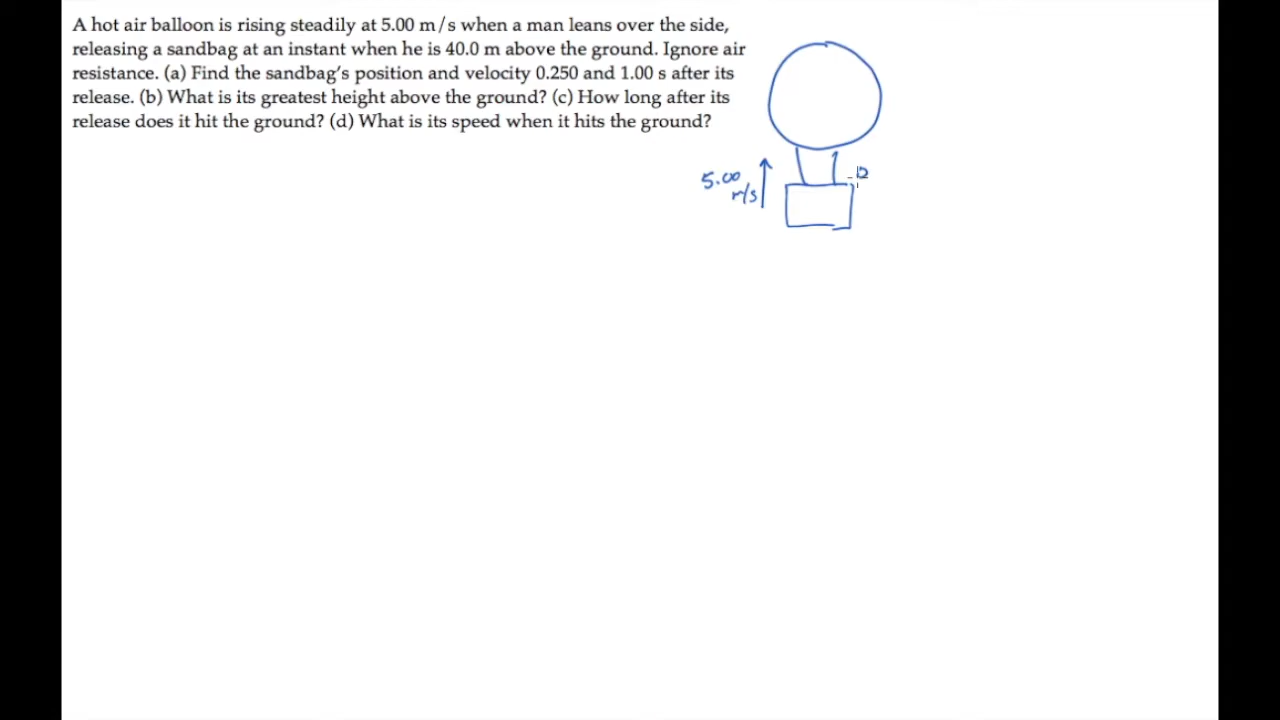 A hot air balloon is rising steadily at 5.00 m/s when a man leans over the side,
releasing a sandbag at an instant when he is 40.0 m above the ground. Ignore air
resistance. (a) Find the sandbag's position and velocity 0.250 and 1.00 s after its
release. (b) What is its greatest height above the ground? (c) How long after its
release does it hit the ground? (d) What is its speed when it hits the ground?
5.00
m/s